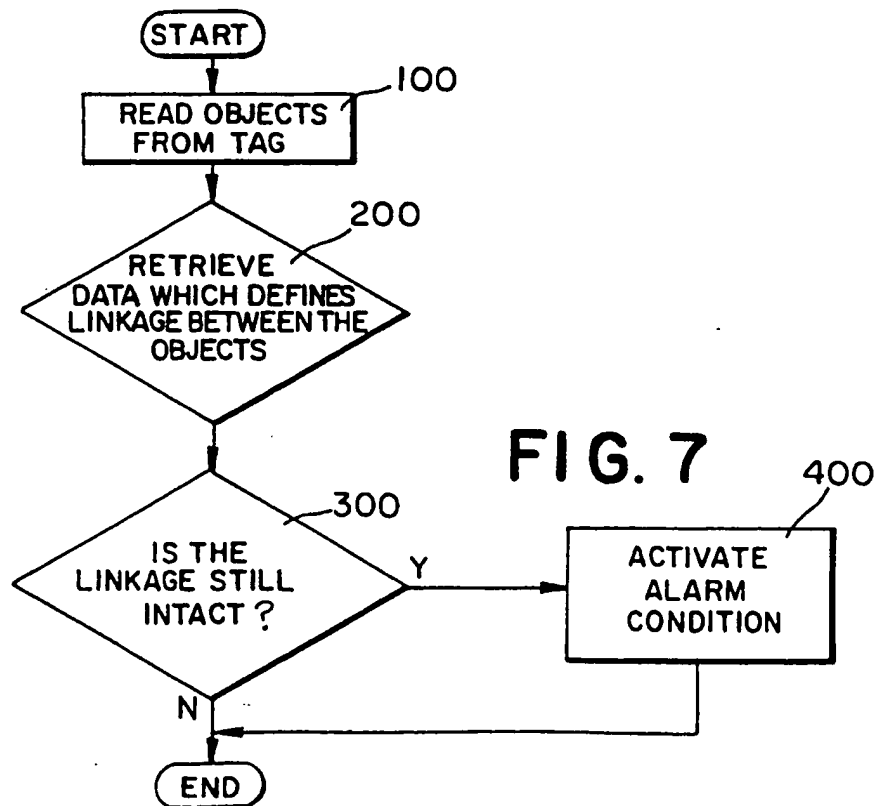 START
100
READ OBJECTS
FROM TAG
200
RETRIEVE
DATA WHICH DEFINES
LINKAGE BETWEEN THE
OBJECTS
FIG. 7
300
IS THE
LINKAGE STILL
INTACT?
Y
400
ACTIVATE
ALARM
CONDITION
N
END